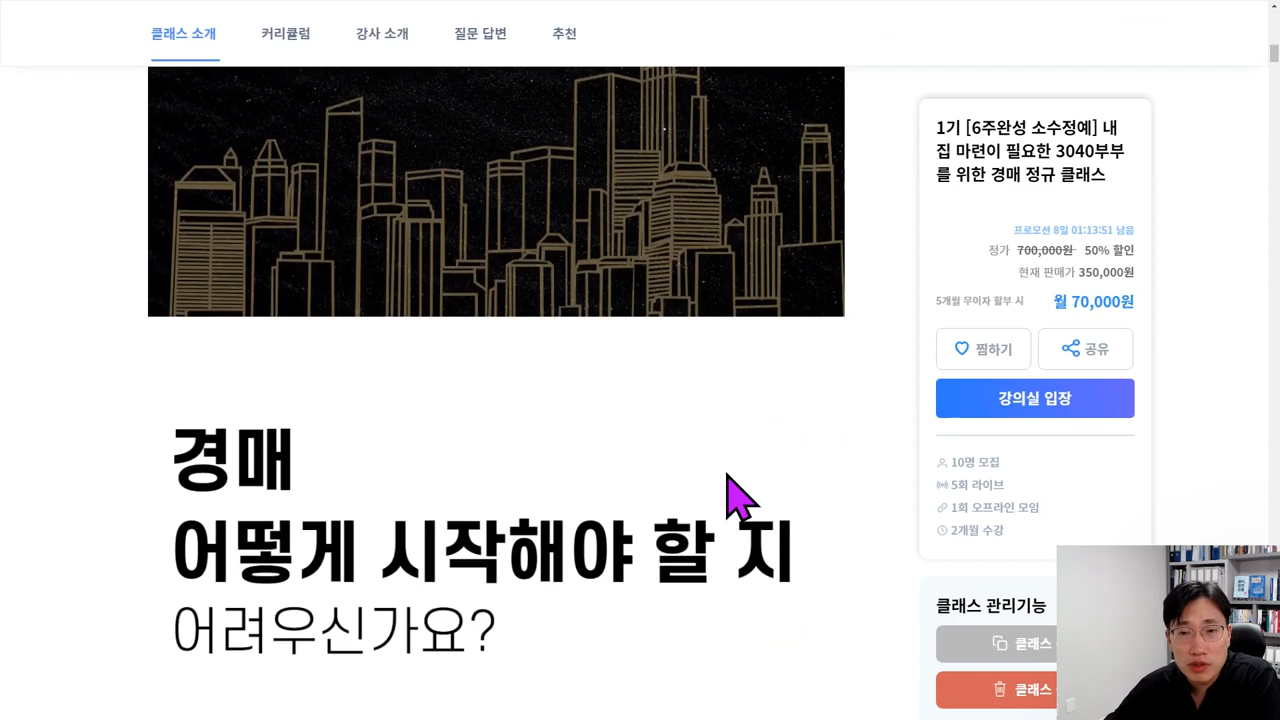 클래스 소개
커리큘럼
강사 소개
질문 답변
추천
1기 [6주완성 소수정예] 내
집 마련이 필요한 3040부부
를 위한 경매 정규 클래스
프로모션 8일 01:13:51 남음
정가 700,000원 50% 할인
현재 판매가 350,000원
5개월 무이자 할부 시 월 70,000원
찜하기
공유
강의실 입장
10명 모집
5회 라이브
1회 오프라인 모임
2개월 수강
경매
어떻게 시작해야 할 지
어려우신가요?
클래스 관리기능
클래스
클래스